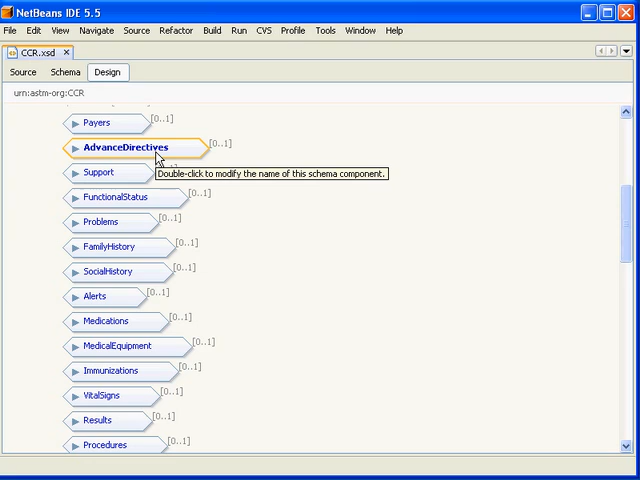 NetBeans IDE 5.5
File Edit View Navigate Source Refactor Build Run CVS Profile Tools Window Help
CCR.xsd
Source Schema Design
urn:astm-org:CCR
Payers [0..1]
AdvanceDirectives [0..1]
Support
Double-click to modify the name of this schema component.
FunctionalStatus [0..1]
Problems [0..1]
FamilyHistory [0..1]
SocialHistory [0..1]
Alerts [0..1]
Medications [0..1]
MedicalEquipment [0..1]
Immunizations [0..1]
VitalSigns [0..1]
Results [0..1]
Procedures [0..1]